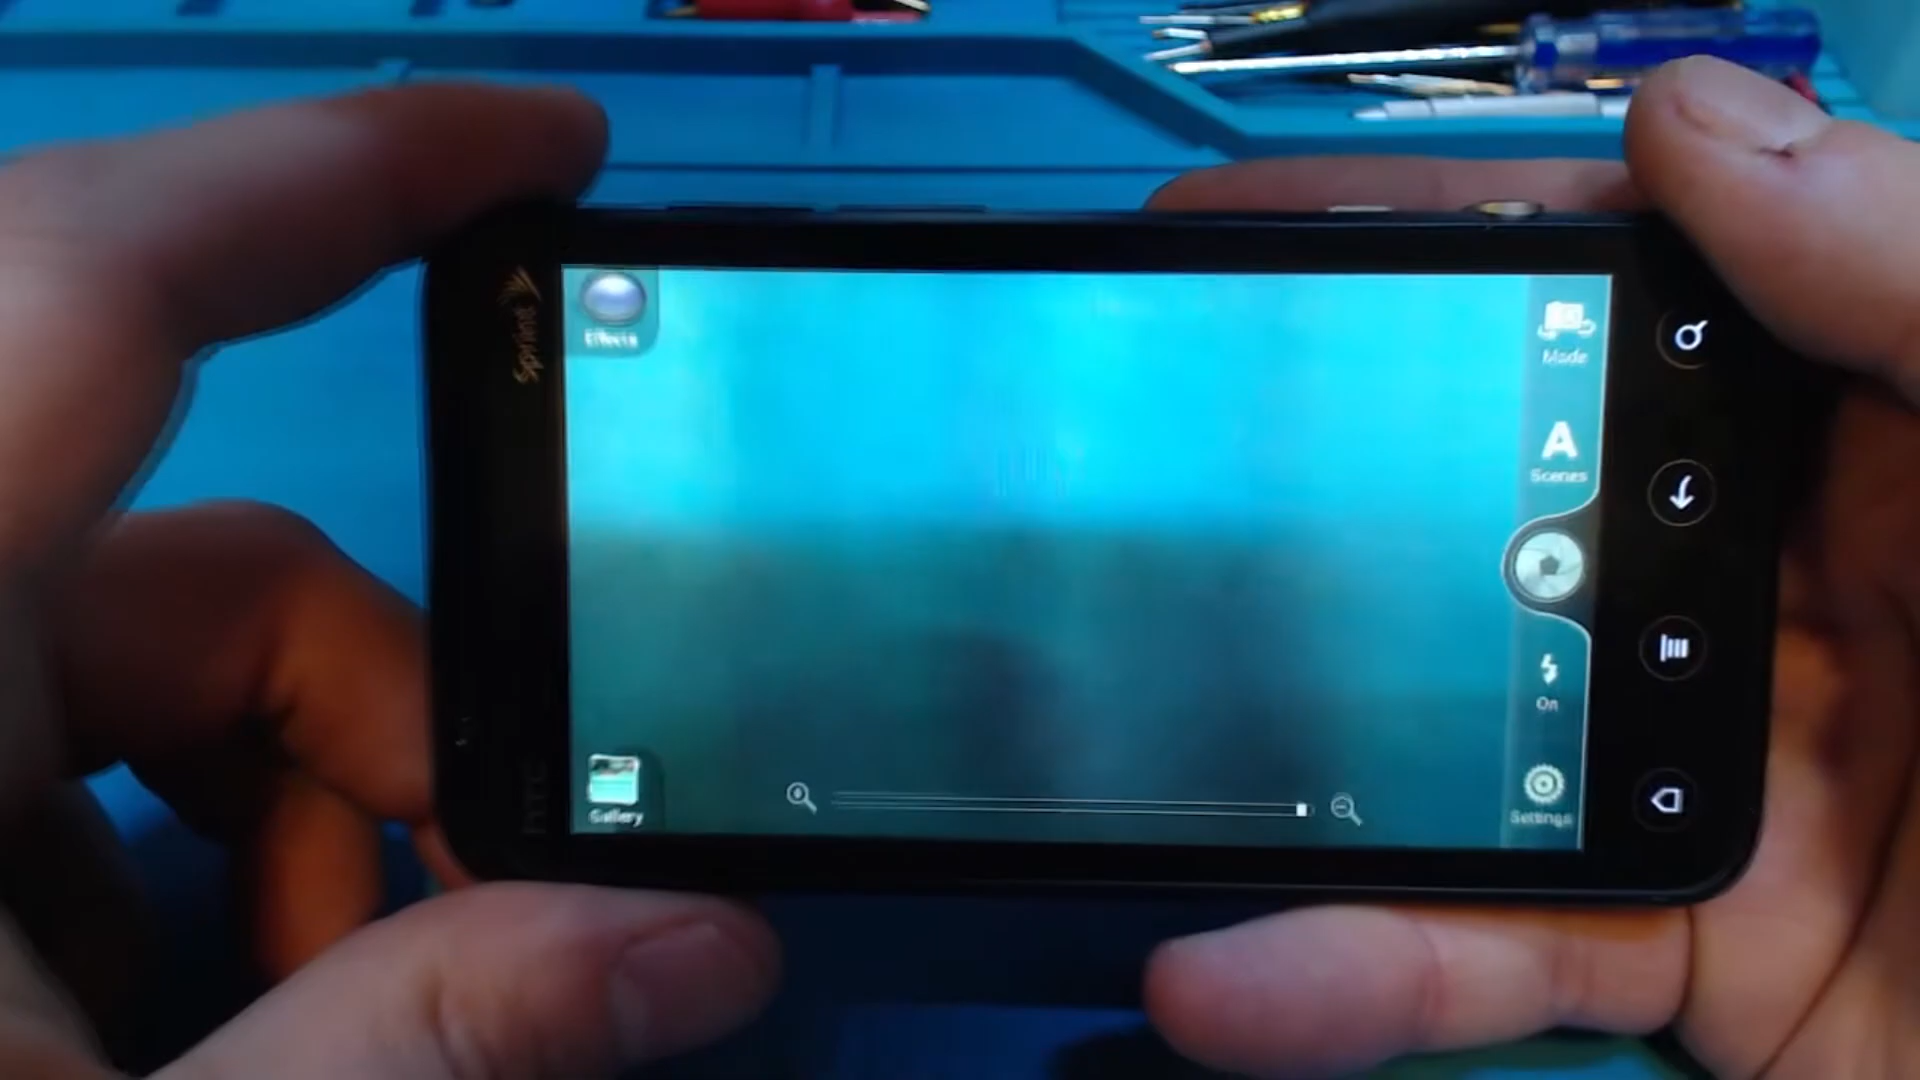 Sprint
Effects
Mode
A
Scenes
On
Gallery
Settings
hTC